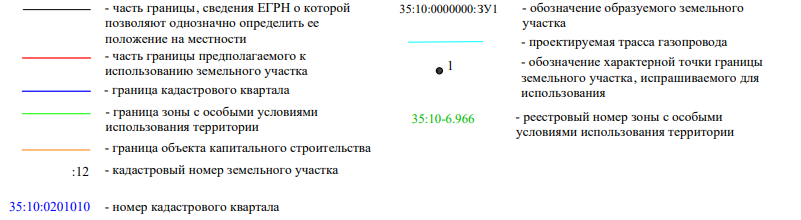 - часть границы, сведения ЕГРН о которой
позволяют однозначно определить ее
положение на местности
- часть границы предполагаемого к
использованию земельного участка
- граница кадастрового квартала
- граница зоны с особыми условиями
использования территории
- граница объекта капитального строительства
:12 - кадастровый номер земельного участка
35:10:0201010 - номер кадастрового квартала
35:10:0000000:ЗУ1 - обозначение образуемого земельного
участка
- проектируемая трасса газопровода
1 - обозначение характерной точки границы
земельного участка, испрашиваемого для
использования
35:10-6.966 - реестровый номер зоны с особыми
условиями использования территории